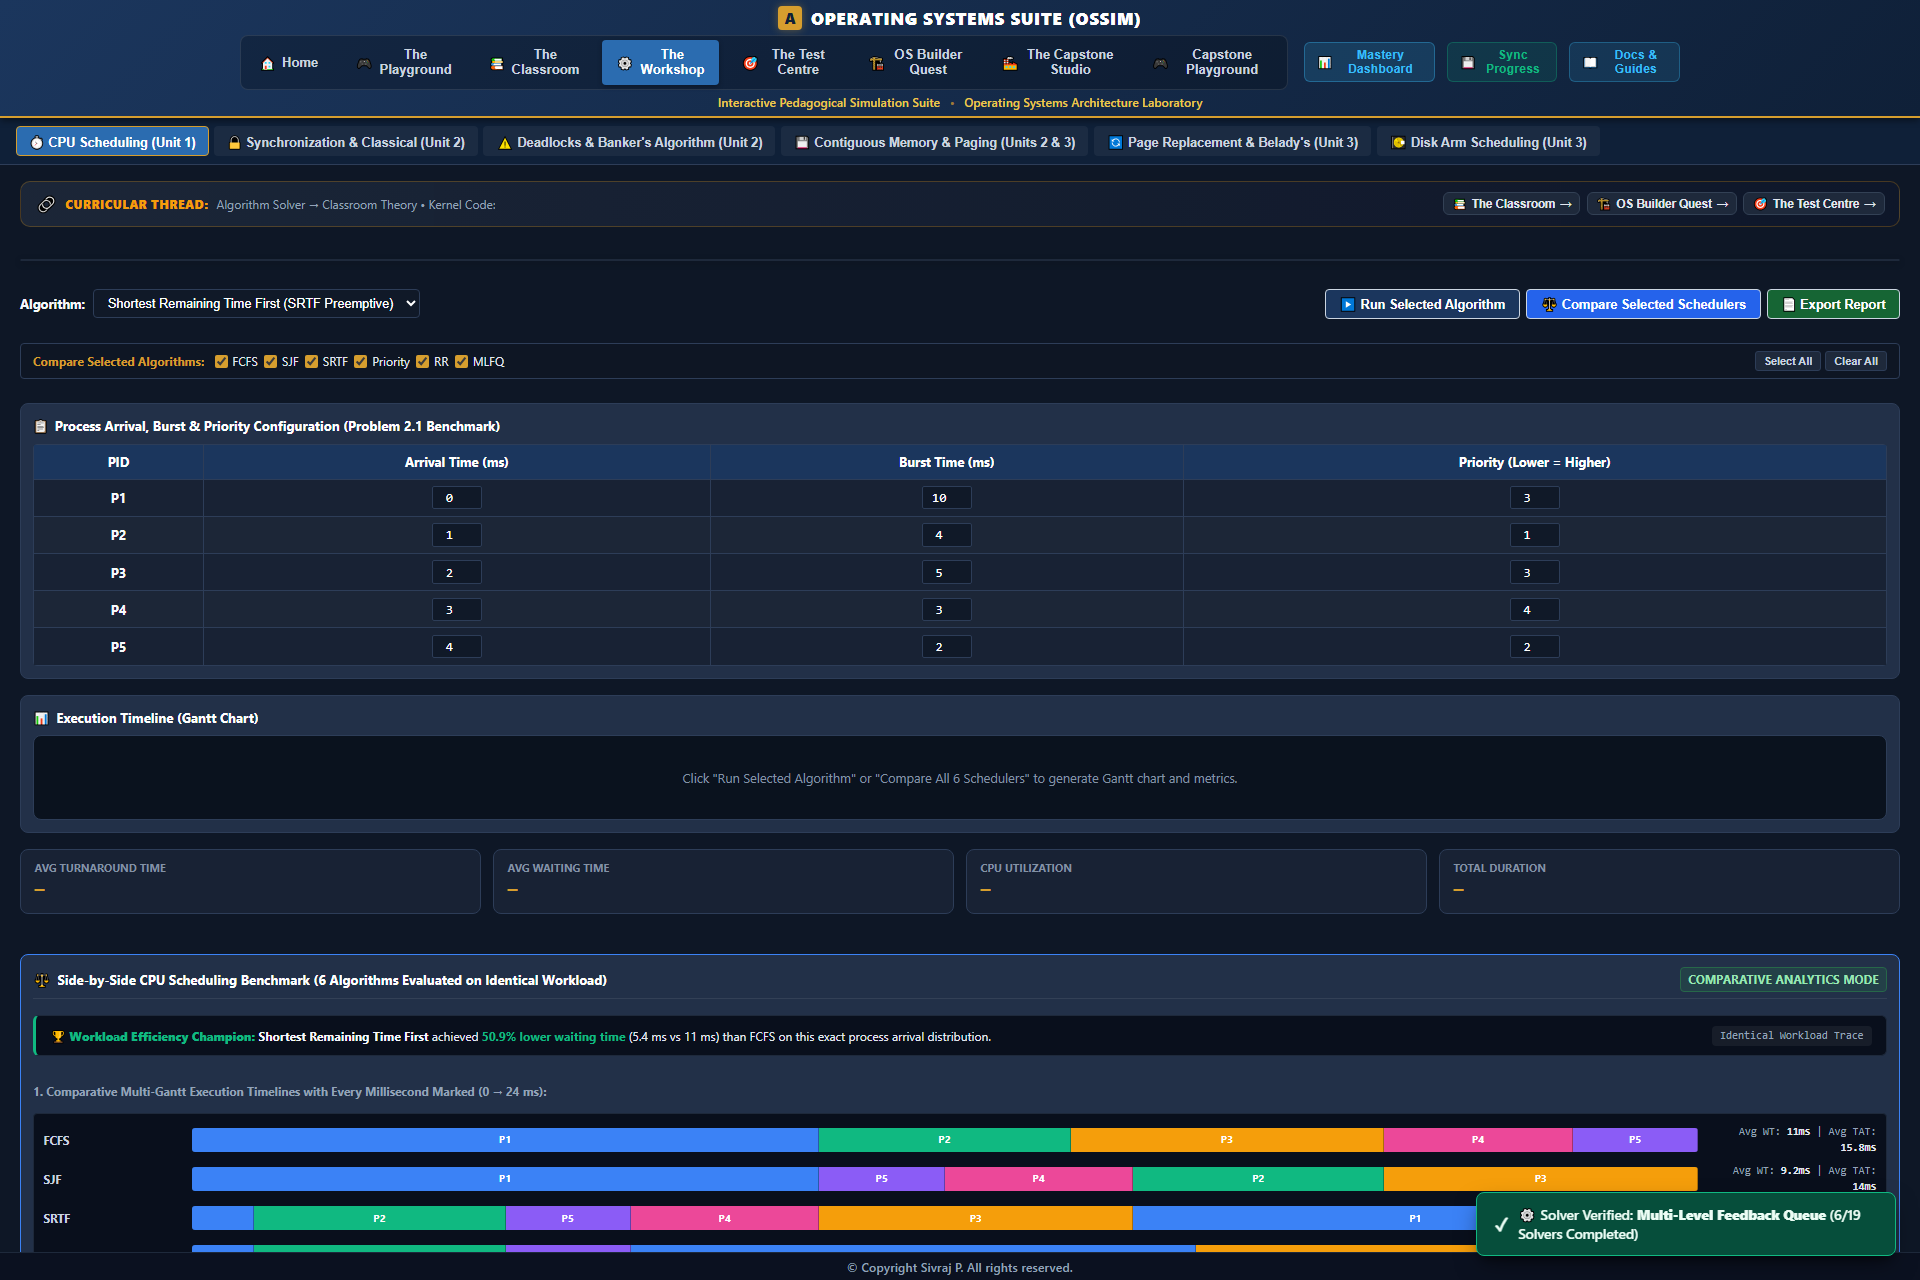 A OPERATING SYSTEMS SUITE (OSSIM)
Home
The Playground
The Classroom
The Workshop
The Test Centre
OS Builder Quest
The Capstone Studio
Capstone Playground
Mastery Dashboard
Sync Progress
Docs & Guides
Interactive Pedagogical Simulation Suite • Operating Systems Architecture Laboratory
CPU Scheduling (Unit 1)
Synchronization & Classical (Unit 2)
Deadlocks & Banker's Algorithm (Unit 2)
Contiguous Memory & Paging (Units 2 & 3)
Page Replacement & Belady's (Unit 3)
Disk Arm Scheduling (Unit 3)
CURRICULAR THREAD: Algorithm Solver → Classroom Theory • Kernel Code:
The Classroom →
OS Builder Quest →
The Test Centre →
Algorithm: Shortest Remaining Time First (SRTF Preemptive)
Run Selected Algorithm
Compare Selected Schedulers
Export Report
Compare Selected Algorithms: FCFS SJF SRTF Priority RR MLFQ
Select All
Clear All
Process Arrival, Burst & Priority Configuration (Problem 2.1 Benchmark)
PID Arrival Time (ms) Burst Time (ms) Priority (Lower = Higher)
P1 0 10 3
P2 1 4 1
P3 2 5 3
P4 3 3 4
P5 4 2 2
Execution Timeline (Gantt Chart)
Click "Run Selected Algorithm" or "Compare All 6 Schedulers" to generate Gantt chart and metrics.
AVG TURNAROUND TIME
—
AVG WAITING TIME
—
CPU UTILIZATION
—
TOTAL DURATION
—
Side-by-Side CPU Scheduling Benchmark (6 Algorithms Evaluated on Identical Workload)
COMPARATIVE ANALYTICS MODE
Workload Efficiency Champion: Shortest Remaining Time First achieved 50.9% lower waiting time (5.4 ms vs 11 ms) than FCFS on this exact process arrival distribution.
Identical Workload Trace
1. Comparative Multi-Gantt Execution Timelines with Every Millisecond Marked (0 → 24 ms):
FCFS P1 P2 P3 P4 P5
Avg WT: 11ms | Avg TAT: 15.8ms
SJF P1 P5 P4 P2 P3
Avg WT: 9.2ms | Avg TAT: 14ms
SRTF P2 P5 P4 P3 P1
Solver Verified: Multi-Level Feedback Queue (6/19 Solvers Completed)
© Copyright Sivraj P. All rights reserved.